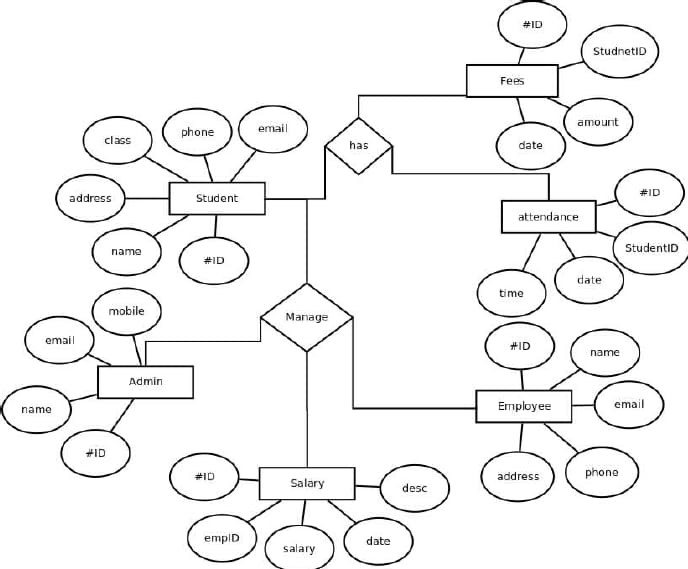 #ID
StudnetID
Fees
amount
date
has
class
phone
email
address
Student
name
#ID
#ID
attendance
StudentID
time
date
Manage
mobile
email
Admin
name
#ID
#ID
name
Employee
email
address
phone
#ID
Salary
desc
empID
salary
date